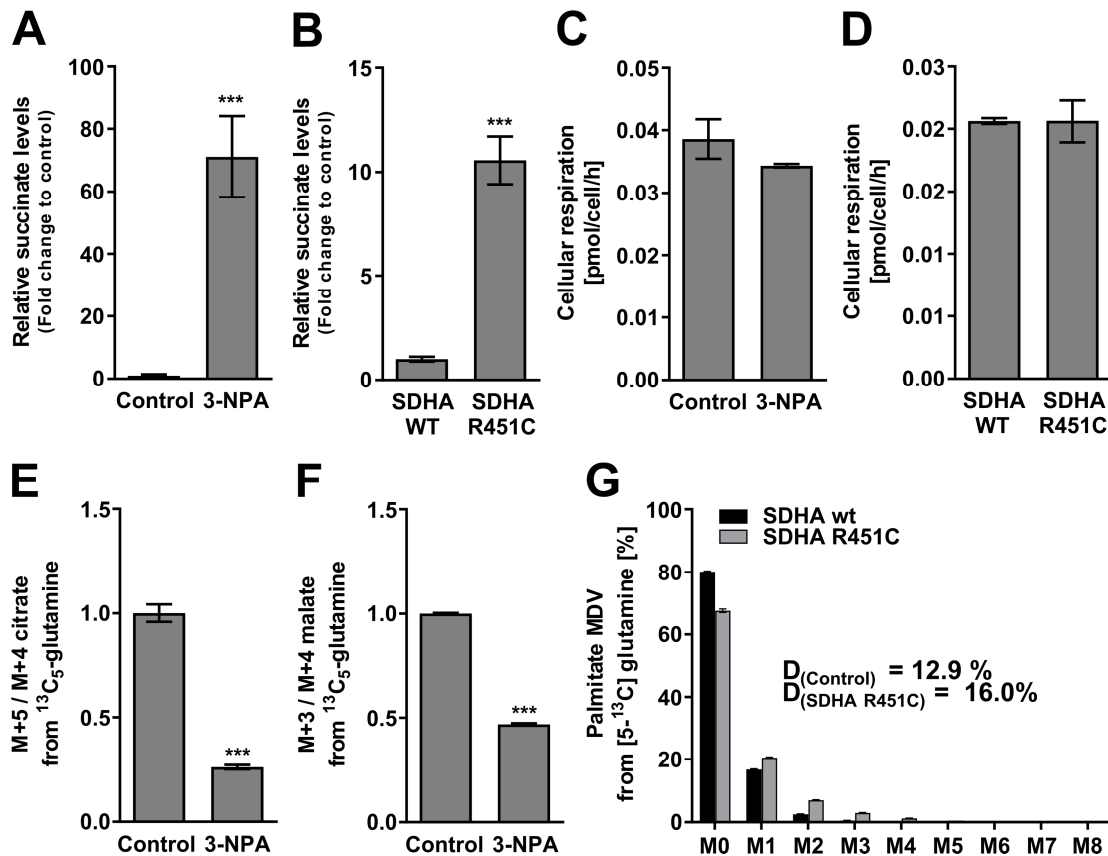 A
Relative succinate levels
(Fold change to control)
100
80
60
40
20
0
***
Control 3-NPA
B
Relative succinate levels
(Fold change to control)
15
10
5
0
***
SDHA SDHA
WT R451C
C
Cellular respiration
[pmol/cell/h]
0.05
0.04
0.03
0.02
0.01
0.00
Control 3-NPA
D
Cellular respiration
[pmol/cell/h]
0.03
0.02
0.02
0.01
0.01
0.00
SDHA SDHA
WT R451C
E
M+5 / M+4 citrate
from ¹³C₅-glutamine
1.5
1.0
0.5
0.0
***
Control 3-NPA
F
M+3 / M+4 malate
from ¹³C₅-glutamine
1.5
1.0
0.5
0.0
***
Control 3-NPA
G
Palmitate MDV
from [5-¹³C] glutamine [%]
100
80
60
40
20
0
SDHA wt
SDHA R451C
D(Control) = 12.9 %
D(SDHA R451C) = 16.0%
M0 M1 M2 M3 M4 M5 M6 M7 M8